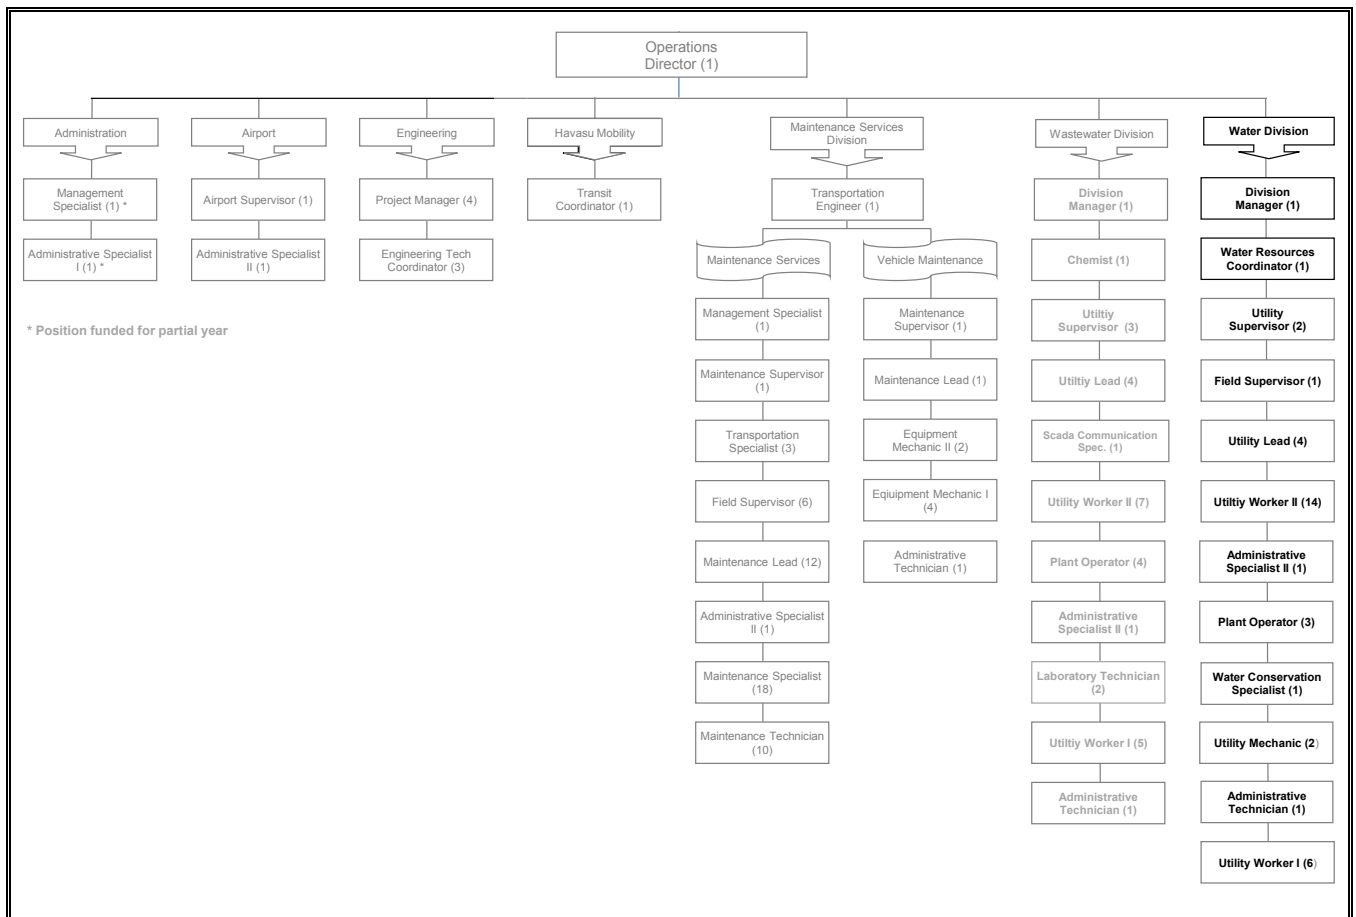 Operations
Director (1)
Administration
Airport
Engineering
Havasu Mobility
Maintenance Services
Division
Wastewater Division
Water Division
Management
Specialist (1) *
Administrative Specialist
I (1) *
* Position funded for partial year
Airport Supervisor (1)
Administrative Specialist
II (1)
Project Manager (4)
Engineering Tech
Coordinator (3)
Transit
Coordinator (1)
Transportation
Engineer (1)
Maintenance Services
Management Specialist
(1)
Maintenance Supervisor
(1)
Transportation
Specialist (3)
Field Supervisor (6)
Maintenance Lead (12)
Administrative Specialist
II (1)
Maintenance Specialist
(18)
Maintenance Technician
(10)
Vehicle Maintenance
Maintenance
Supervisor (1)
Maintenance Lead (1)
Equipment
Mechanic II (2)
Eqiuipment Mechanic I
(4)
Administrative
Technician (1)
Division
Manager (1)
Chemist (1)
Utiltiy
Supervisor (3)
Utiltiy Lead (4)
Scada Communication
Spec. (1)
Utility Worker II (7)
Plant Operator (4)
Administrative
Specialist II (1)
Laboratory Technician
(2)
Utiltiy Worker I (5)
Administrative
Technician (1)
Division
Manager (1)
Water Resources
Coordinator (1)
Utility
Supervisor (2)
Field Supervisor (1)
Utility Lead (4)
Utiltiy Worker II (14)
Administrative
Specialist II (1)
Plant Operator (3)
Water Conservation
Specialist (1)
Utility Mechanic (2)
Administrative
Technician (1)
Utility Worker I (6)